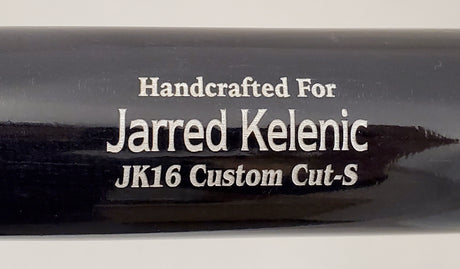 Handcrafted For
Jarred Kelenic
JK16 Custom Cut-S